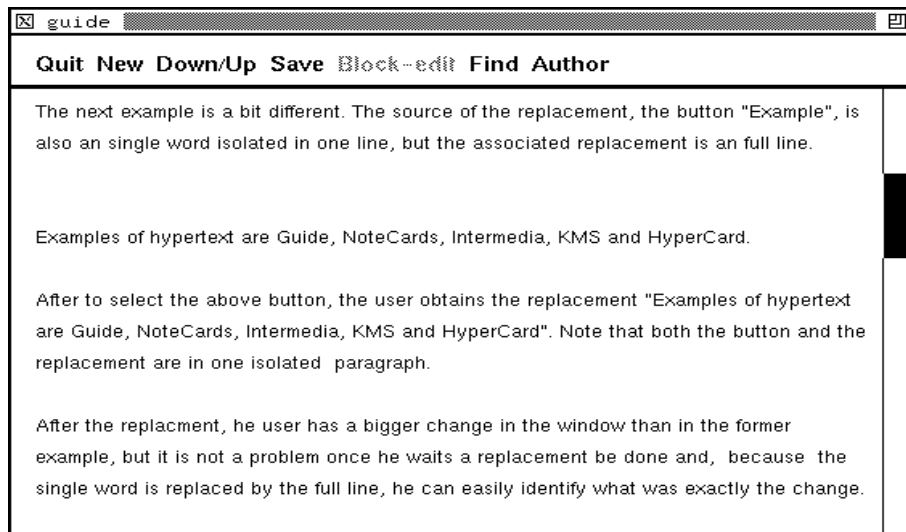 guide
Quit New Down/Up Save Block-edit Find Author
The next example is a bit different. The source of the replacement, the button "Example", is
also an single word isolated in one line, but the associated replacement is an full line.
Examples of hypertext are Guide, NoteCards, Intermedia, KMS and HyperCard.
After to select the above button, the user obtains the replacement "Examples of hypertext
are Guide, NoteCards, Intermedia, KMS and HyperCard". Note that both the button and the
replacement are in one isolated  paragraph.
After the replacment, he user has a bigger change in the window than in the former
example, but it is not a problem once he waits a replacement be done and,  because  the
single word is replaced by the full line, he can easily identify what was exactly the change.